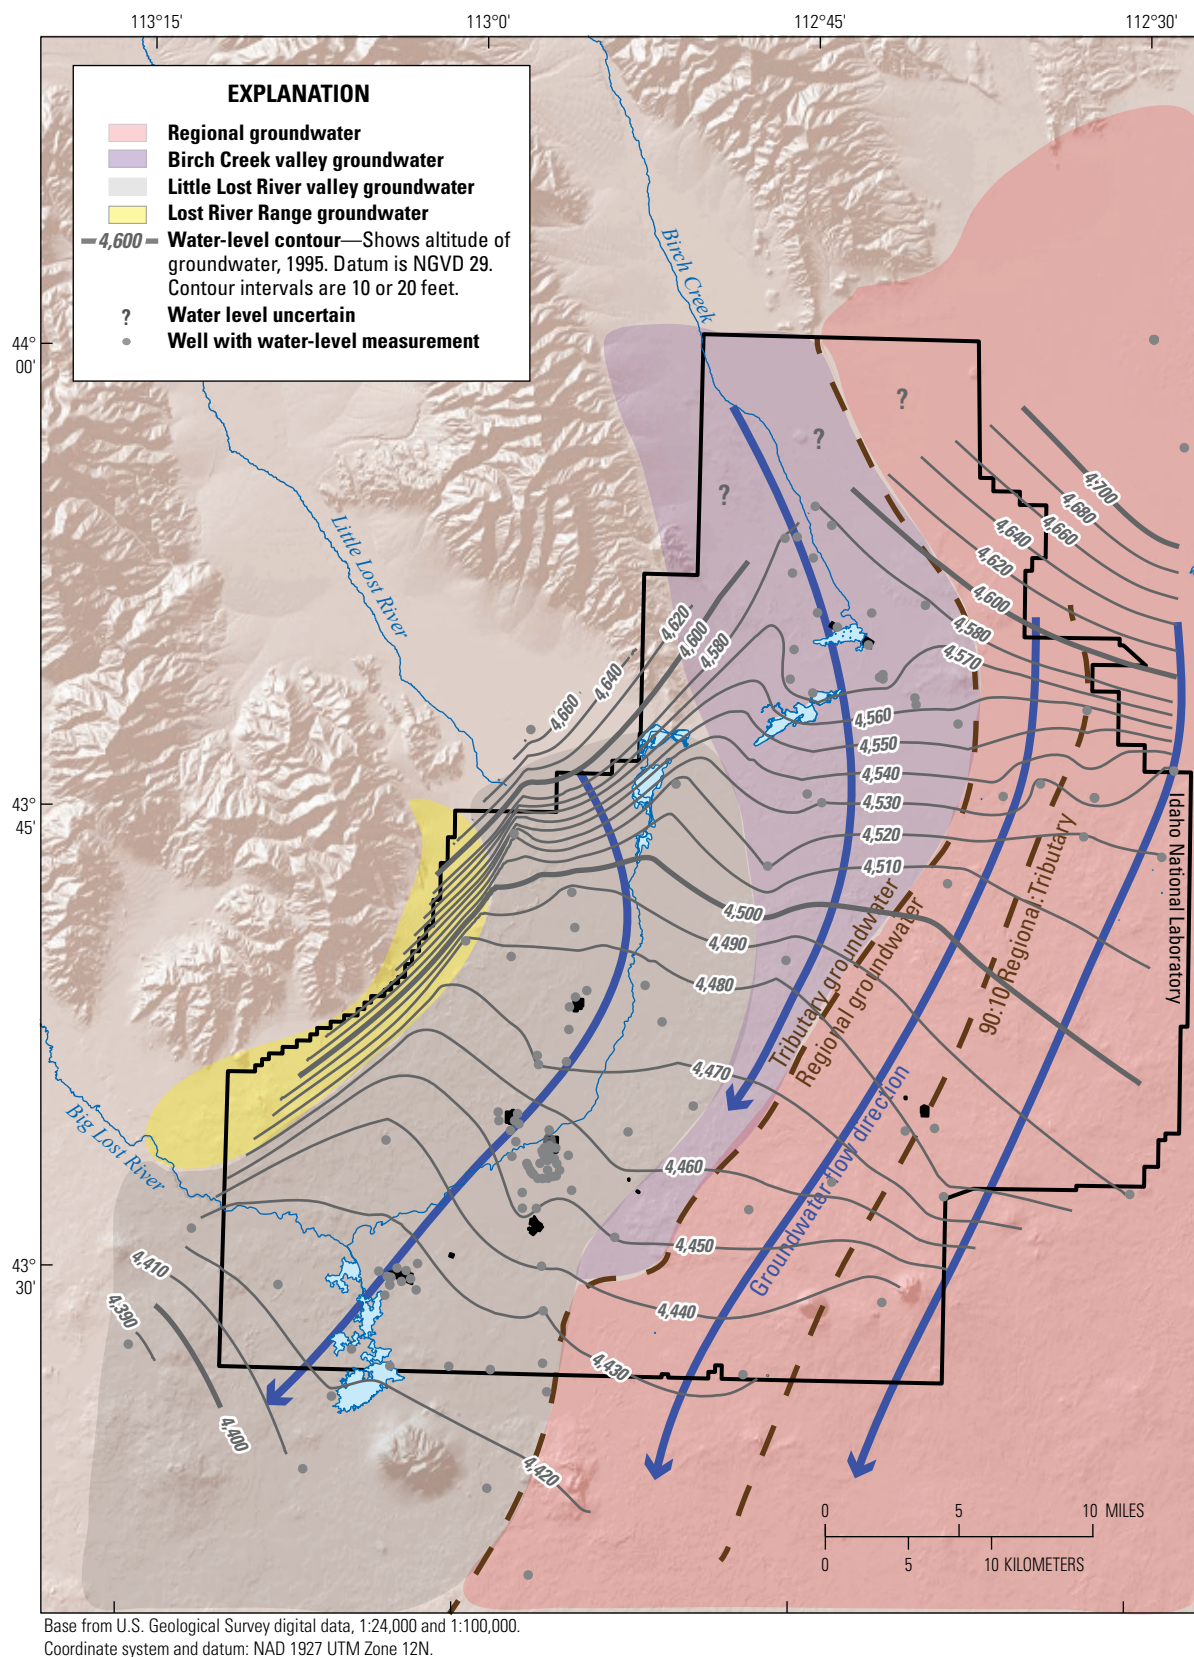 113°15'
113°0'
112°45'
112°30'
EXPLANATION
Regional groundwater
Birch Creek valley groundwater
Little Lost River valley groundwater
Lost River Range groundwater
4,600
Water-level contour—Shows altitude of
groundwater, 1995. Datum is NGVD 29.
Contour intervals are 10 or 20 feet.
?
Water level uncertain
Well with water-level measurement
44°
00'
43°
45'
43°
30'
Birch Creek
Little Lost River
Big Lost River
?
?
?
4,700
4,680
4,660
4,640
4,620
4,600
4,580
4,570
4,620
4,600
4,580
4,640
4,660
4,560
4,550
4,540
4,530
4,520
4,510
4,500
4,490
4,480
4,470
4,460
4,450
4,440
4,430
4,420
4,410
4,390
4,400
Idaho National Laboratory
90:10 Regional:Tributary
Tributary groundwater
Regional groundwater
Groundwater flow direction
0 5 10 MILES
0 5 10 KILOMETERS
Base from U.S. Geological Survey digital data, 1:24,000 and 1:100,000.
Coordinate system and datum: NAD 1927 UTM Zone 12N.